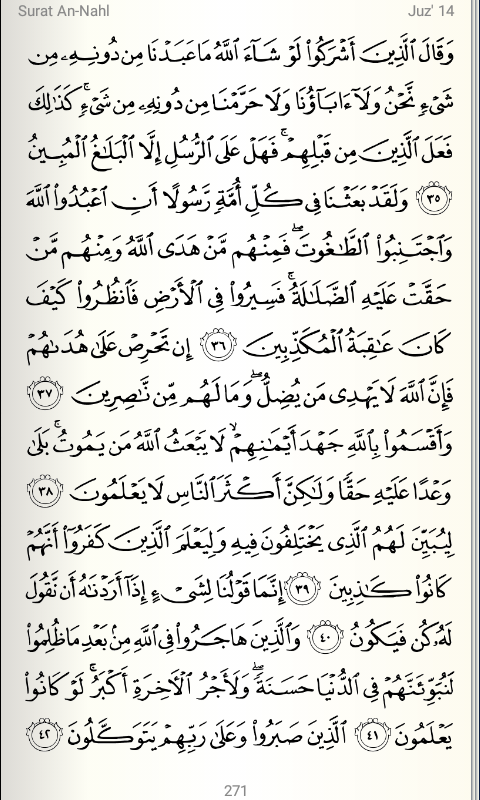 Surat An-Nahl Juz' 14
وَقَالَ ٱلَّذِينَ أَشْرَكُوا۟ لَوْ شَآءَ ٱللَّهُ مَا عَبَدْنَا مِن دُونِهِۦ مِن
شَىْءٍ نَّحْنُ وَلَآ ءَابَآؤُنَا وَلَا حَرَّمْنَا مِن دُونِهِۦ مِن شَىْءٍ ۚ كَذَٰلِكَ
فَعَلَ ٱلَّذِينَ مِن قَبْلِهِمْ ۚ فَهَلْ عَلَى ٱلرُّسُلِ إِلَّا ٱلْبَلَٰغُ ٱلْمُبِينُ
٣٥ وَلَقَدْ بَعَثْنَا فِى كُلِّ أُمَّةٍ رَّسُولًا أَنِ ٱعْبُدُوا۟ ٱللَّهَ
وَٱجْتَنِبُوا۟ ٱلطَّٰغُوتَ ۖ فَمِنْهُم مَّنْ هَدَى ٱللَّهُ وَمِنْهُم مَّنْ
حَقَّتْ عَلَيْهِ ٱلضَّلَٰلَةُ ۚ فَسِيرُوا۟ فِى ٱلْأَرْضِ فَٱنظُرُوا۟ كَيْفَ
كَانَ عَٰقِبَةُ ٱلْمُكَذِّبِينَ ٣٦ إِن تَحْرِصْ عَلَىٰ هُدَىٰهُمْ
فَإِنَّ ٱللَّهَ لَا يَهْدِى مَن يُضِلُّ ۖ وَمَا لَهُم مِّن نَّٰصِرِينَ ٣٧
وَأَقْسَمُوا۟ بِٱللَّهِ جَهْدَ أَيْمَٰنِهِمْ ۙ لَا يَبْعَثُ ٱللَّهُ مَن يَمُوتُ ۚ بَلَىٰ
وَعْدًا عَلَيْهِ حَقًّا وَلَٰكِنَّ أَكْثَرَ ٱلنَّاسِ لَا يَعْلَمُونَ ٣٨
لِيُبَيِّنَ لَهُمُ ٱلَّذِى يَخْتَلِفُونَ فِيهِ وَلِيَعْلَمَ ٱلَّذِينَ كَفَرُوٓا۟ أَنَّهُمْ
كَانُوا۟ كَٰذِبِينَ ٣٩ إِنَّمَا قَوْلُنَا لِشَىْءٍ إِذَآ أَرَدْنَٰهُ أَن نَّقُولَ
لَهُۥ كُن فَيَكُونُ ٤٠ وَٱلَّذِينَ هَاجَرُوا۟ فِى ٱللَّهِ مِنۢ بَعْدِ مَا ظُلِمُوا۟
لَنُبَوِّئَنَّهُمْ فِى ٱلدُّنْيَا حَسَنَةً ۖ وَلَأَجْرُ ٱلْءَاخِرَةِ أَكْبَرُ ۚ لَوْ كَانُوا۟
يَعْلَمُونَ ٤١ ٱلَّذِينَ صَبَرُوا۟ وَعَلَىٰ رَبِّهِمْ يَتَوَكَّلُونَ ٤٢
271